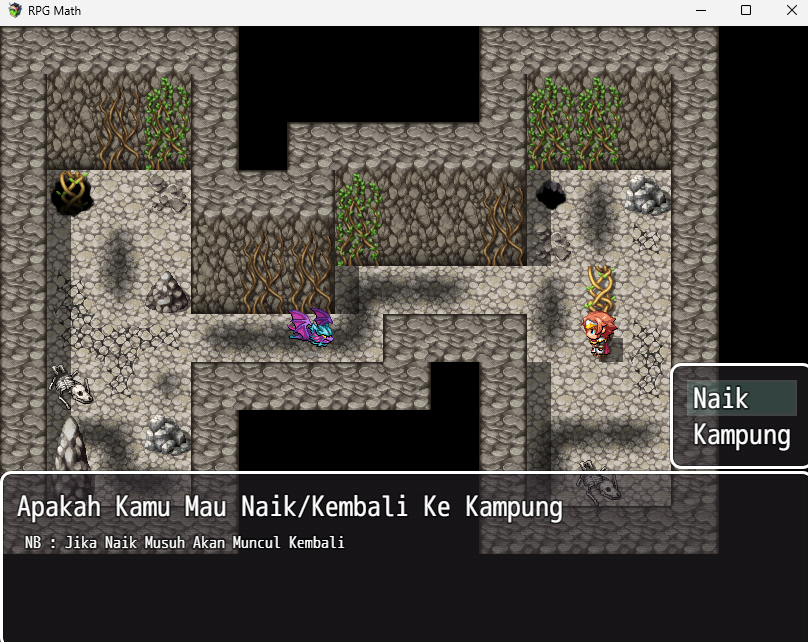 RPG Math
Naik
Kampung
Apakah Kamu Mau Naik/Kembali Ke Kampung
NB : Jika Naik Musuh Akan Muncul Kembali